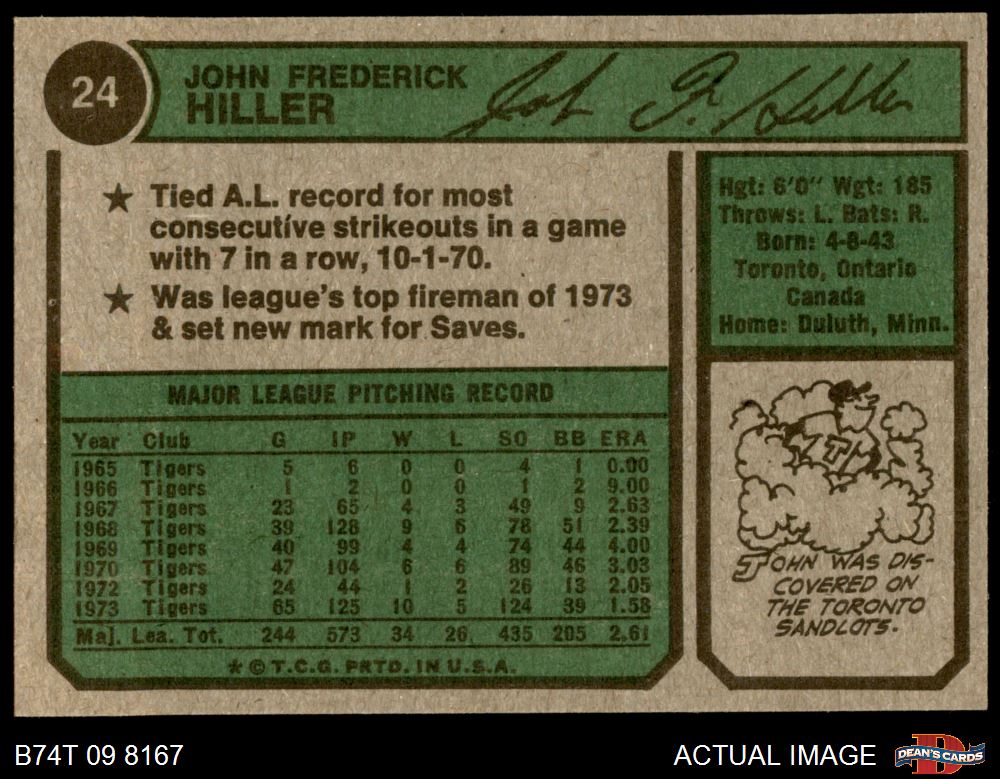 24
JOHN FREDERICK
HILLER
John F. Hiller
★ Tied A.L. record for most
consecutive strikeouts in a game
with 7 in a row, 10-1-70.
★ Was league's top fireman of 1973
& set new mark for Saves.
Hgt: 6'0" Wgt: 185
Throws: L. Bats: R.
Born: 4-8-43
Toronto, Ontario
Canada
Home: Duluth, Minn.
MAJOR LEAGUE PITCHING RECORD
Year Club G IP W L SO BB ERA
1965 Tigers 5 6 0 0 4 1 0.00
1966 Tigers 1 2 0 0 1 2 9.00
1967 Tigers 23 65 4 3 49 9 2.63
1968 Tigers 39 128 9 6 78 51 2.39
1969 Tigers 40 99 4 4 74 44 4.00
1970 Tigers 47 104 6 6 89 46 3.03
1972 Tigers 24 44 1 2 26 13 2.05
1973 Tigers 65 125 10 5 124 39 1.58
Maj. Lea. Tot. 244 573 34 26 435 205 2.61
* © T.C.G. PRTD. IN U.S.A.
JOHN WAS DIS-
COVERED ON
THE TORONTO
SANDLOTS.
B74T 09 8167
ACTUAL IMAGE
DEAN'S CARDS